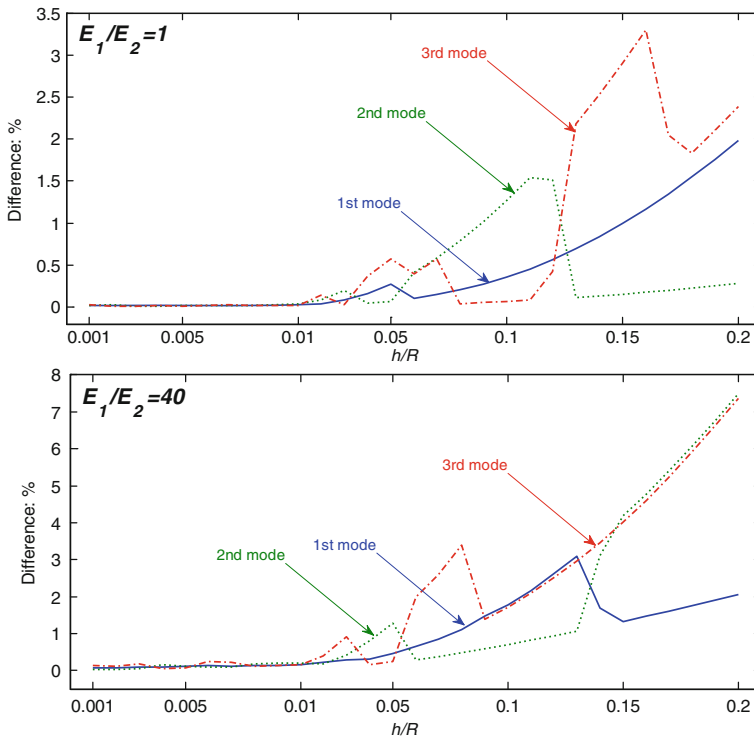 E1/E2=1
3.5
3
2.5
2
1.5
1
0.5
0
Difference: %
3rd mode
2nd mode
1st mode
0.001
0.005
0.01
0.05
0.1
0.15
0.2
h/R
E1/E2=40
8
7
6
5
4
3
2
1
0
Difference: %
3rd mode
1st mode
2nd mode
0.001
0.005
0.01
0.05
0.1
0.15
0.2
h/R